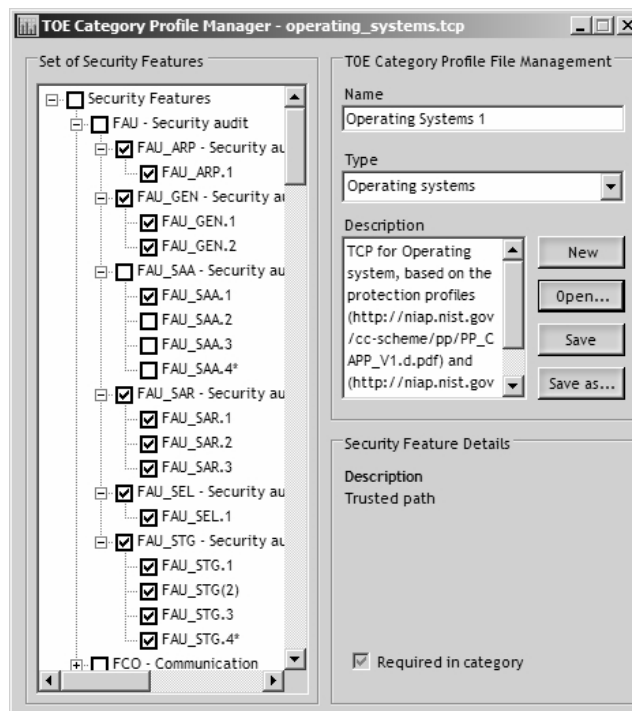 TOE Category Profile Manager - operating_systems.tcp
Set of Security Features
Security Features
FAU - Security audit
FAU_ARP - Security au
FAU_ARP.1
FAU_GEN - Security au
FAU_GEN.1
FAU_GEN.2
FAU_SAA - Security au
FAU_SAA.1
FAU_SAA.2
FAU_SAA.3
FAU_SAA.4*
FAU_SAR - Security au
FAU_SAR.1
FAU_SAR.2
FAU_SAR.3
FAU_SEL - Security au
FAU_SEL.1
FAU_STG - Security au
FAU_STG.1
FAU_STG(2)
FAU_STG.3
FAU_STG.4*
FCO - Communication
TOE Category Profile File Management
Name
Operating Systems 1
Type
Operating systems
Description
TCP for Operating
system, based on the
protection profiles
(http://niap.nist.gov
/cc-scheme/pp/PP_C
APP_V1.d.pdf) and
(http://niap.nist.gov
New
Open...
Save
Save as...
Security Feature Details
Description
Trusted path
Required in category